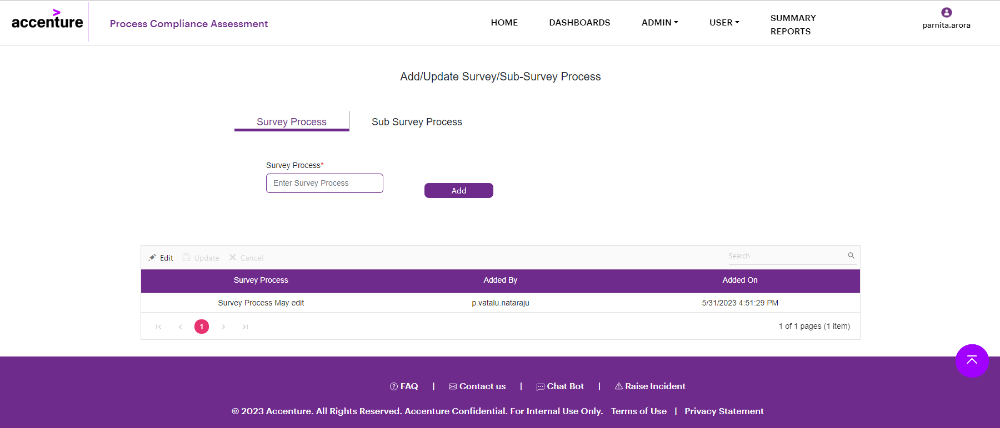 accenture
Process Compliance Assessment
HOME
DASHBOARDS
ADMIN
USER
SUMMARY
REPORTS
parnita.arora
Add/Update Survey/Sub-Survey Process
Survey Process
Sub Survey Process
Survey Process*
Enter Survey Process
Add
Edit
Update
Cancel
Search
Survey Process
Added By
Added On
Survey Process May edit
p.vatalu.nataraju
5/31/2023 4:51:29 PM
1
1 of 1 pages (1 item)
FAQ | Contact us | Chat Bot | Raise Incident
© 2023 Accenture. All Rights Reserved. Accenture Confidential. For Internal Use Only. Terms of Use | Privacy Statement